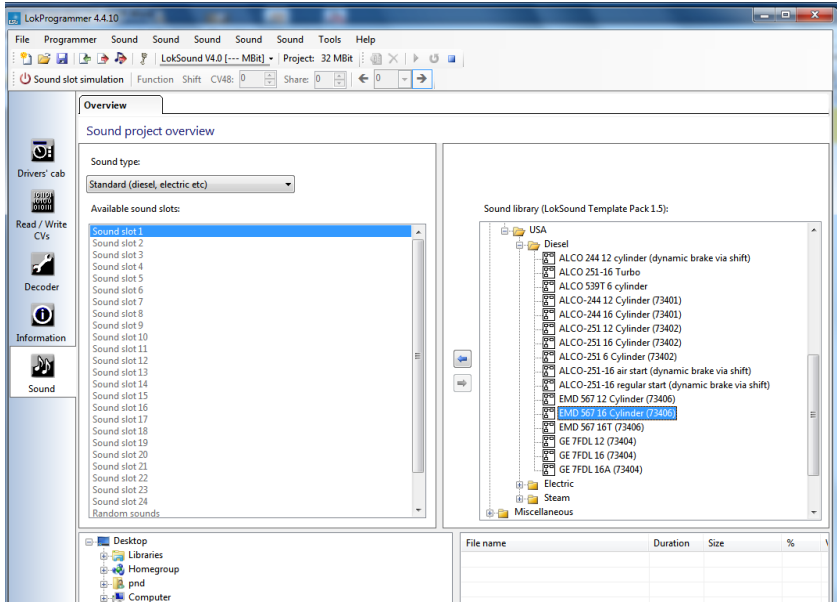 LokProgrammer 4.4.10
File Programmer Sound Sound Sound Sound Tools Help
LokSound V4.0 [--- MBit] Project: 32 MBit
Sound slot simulation Function Shift CV48: 0 Share: 0 0
Overview
Sound project overview
Drivers' cab
Read / Write
CVs
Decoder
Information
Sound
Sound type:
Standard (diesel, electric etc)
Available sound slots:
Sound slot 1
Sound slot 2
Sound slot 3
Sound slot 4
Sound slot 5
Sound slot 6
Sound slot 7
Sound slot 8
Sound slot 9
Sound slot 10
Sound slot 11
Sound slot 12
Sound slot 13
Sound slot 14
Sound slot 15
Sound slot 16
Sound slot 17
Sound slot 18
Sound slot 19
Sound slot 20
Sound slot 21
Sound slot 22
Sound slot 23
Sound slot 24
Random sounds
Sound library (LokSound Template Pack 1.5):
USA
Diesel
ALCO 244 12 cylinder (dynamic brake via shift)
ALCO 251-16 Turbo
ALCO 539T 6 cylinder
ALCO-244 12 Cylinder (73401)
ALCO-244 16 Cylinder (73401)
ALCO-251 12 Cylinder (73402)
ALCO-251 16 Cylinder (73402)
ALCO-251 6 Cylinder (73402)
ALCO-251-16 air start (dynamic brake via shift)
ALCO-251-16 regular start (dynamic brake via shift)
EMD 567 12 Cylinder (73406)
EMD 567 16 Cylinder (73406)
EMD 567 16T (73406)
GE 7FDL 12 (73404)
GE 7FDL 16 (73404)
GE 7FDL 16A (73404)
Electric
Steam
Miscellaneous
Desktop
Libraries
Homegroup
pnd
Computer
File name Duration Size %